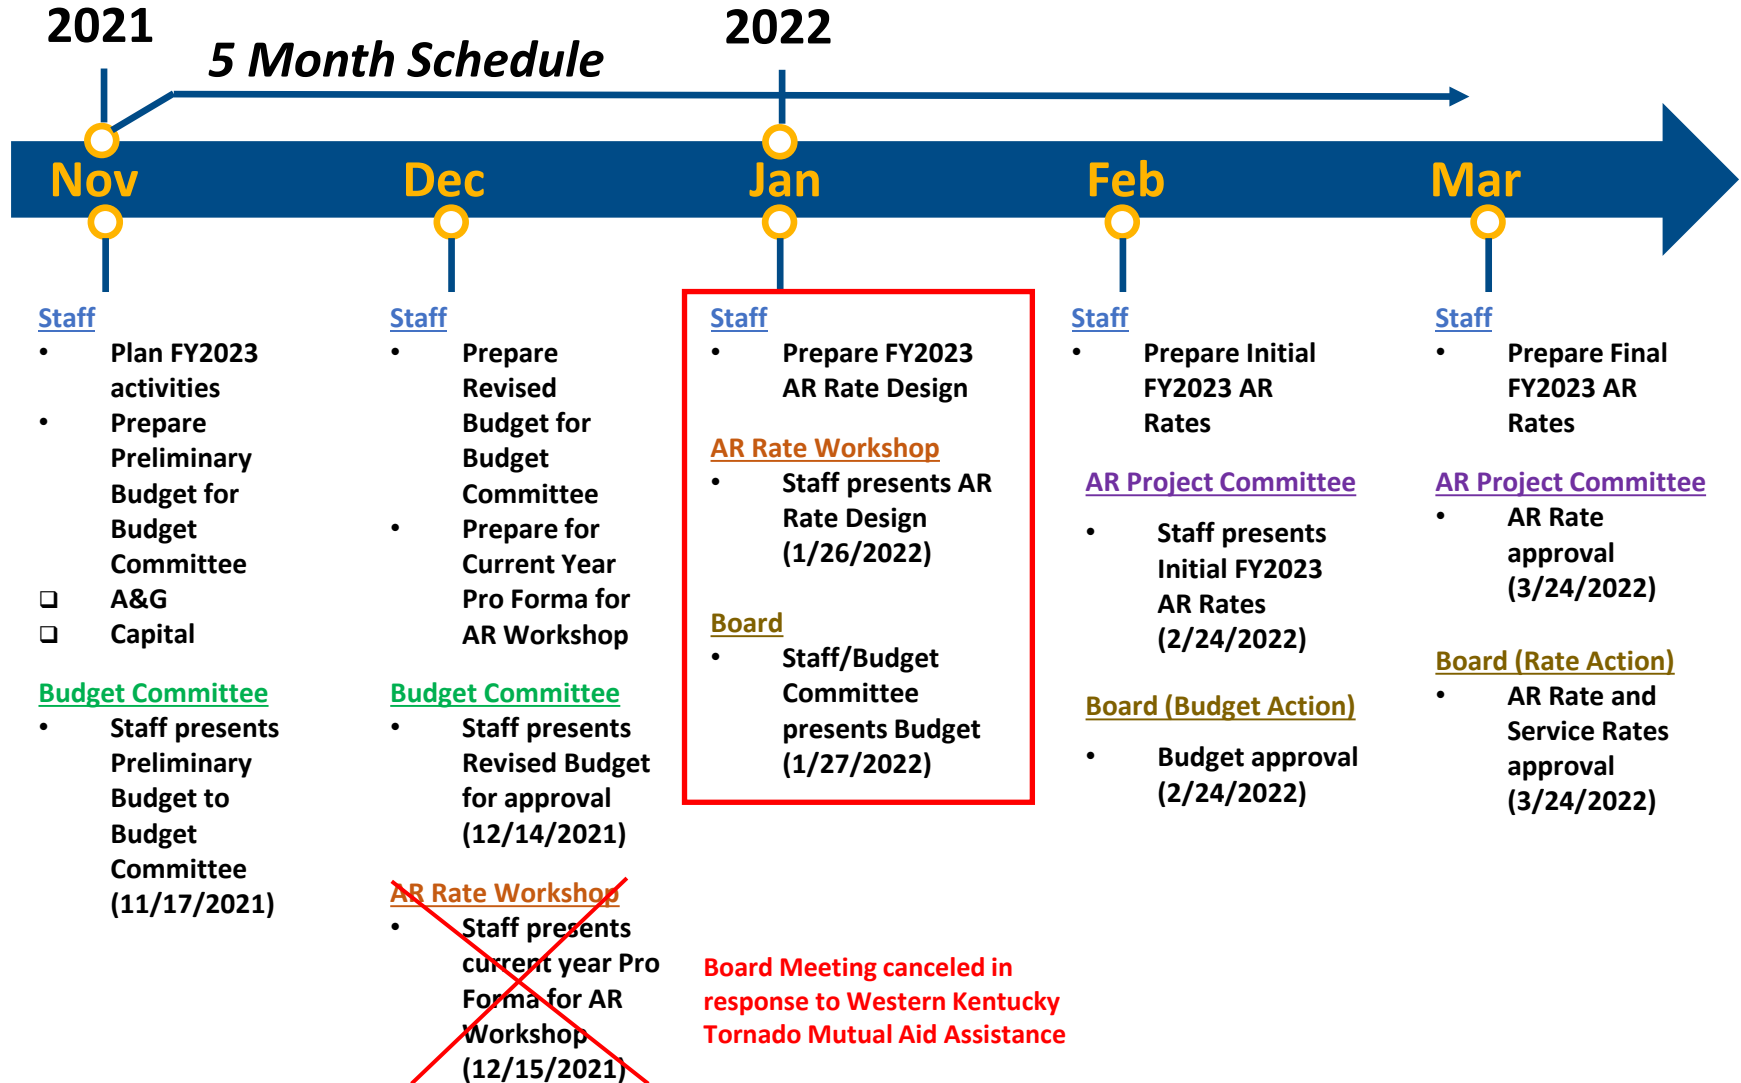 2021
2022
5 Month Schedule
Nov
Dec
Jan
Feb
Mar
Staff
• Plan FY2023
activities
• Prepare
Preliminary
Budget for
Budget
Committee
❑ A&G
❑ Capital
Budget Committee
• Staff presents
Preliminary
Budget to
Budget
Committee
(11/17/2021)
Staff
• Prepare
Revised
Budget for
Budget
Committee
• Prepare for
Current Year
Pro Forma for
AR Workshop
Budget Committee
• Staff presents
Revised Budget
for approval
(12/14/2021)
AR Rate Workshop
• Staff presents
current year Pro
Forma for AR
Workshop
(12/15/2021)
Staff
• Prepare FY2023
AR Rate Design
AR Rate Workshop
• Staff presents AR
Rate Design
(1/26/2022)
Board
• Staff/Budget
Committee
presents Budget
(1/27/2022)
Board Meeting canceled in
response to Western Kentucky
Tornado Mutual Aid Assistance
Staff
• Prepare Initial
FY2023 AR
Rates
AR Project Committee
• Staff presents
Initial FY2023
AR Rates
(2/24/2022)
Board (Budget Action)
• Budget approval
(2/24/2022)
Staff
• Prepare Final
FY2023 AR
Rates
AR Project Committee
• AR Rate
approval
(3/24/2022)
Board (Rate Action)
• AR Rate and
Service Rates
approval
(3/24/2022)